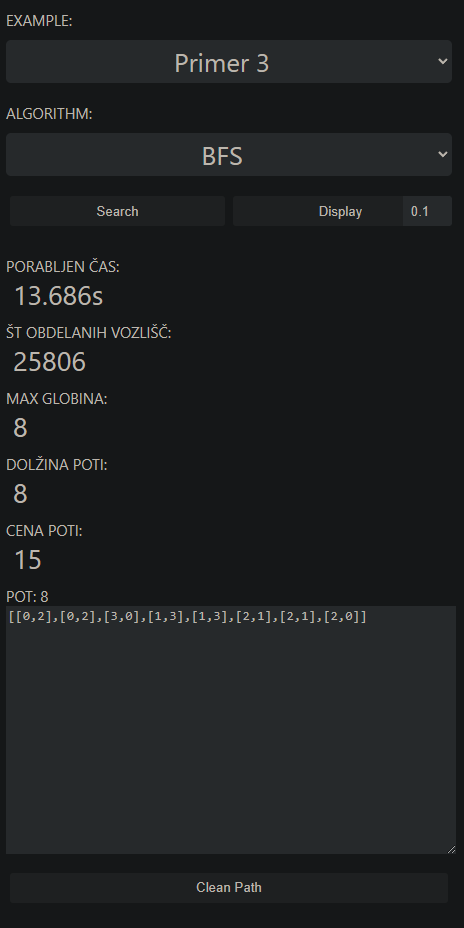 EXAMPLE:
Primer 3
ALGORITHM:
BFS
Search
Display
0.1
PORABLJEN ČAS:
13.686s
ŠT OBDELANIH VOZLIŠČ:
25806
MAX GLOBINA:
8
DOLŽINA POTI:
8
CENA POTI:
15
POT: 8
[[0,2],[0,2],[3,0],[1,3],[1,3],[2,1],[2,1],[2,0]]
Clean Path